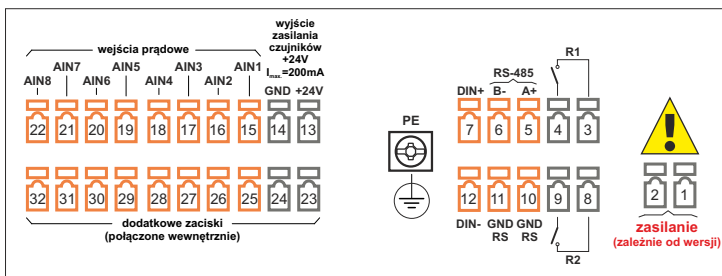 wejścia prądowe
wyjście
zasilania
czujników
+24V
Imax.=200mA
AIN8 AIN7 AIN6 AIN5 AIN4 AIN3 AIN2 AIN1 GND +24V
22 21 20 19 18 17 16 15 14 13
32 31 30 29 28 27 26 25 24 23
dodatkowe zaciski
(połączone wewnętrznie)
PE
R1
RS-485
DIN+ B- A+
7 6 5 4 3
12 11 10 9 8
DIN- GND GND
RS RS
R2
!
2 1
zasilanie
(zależnie od wersji)